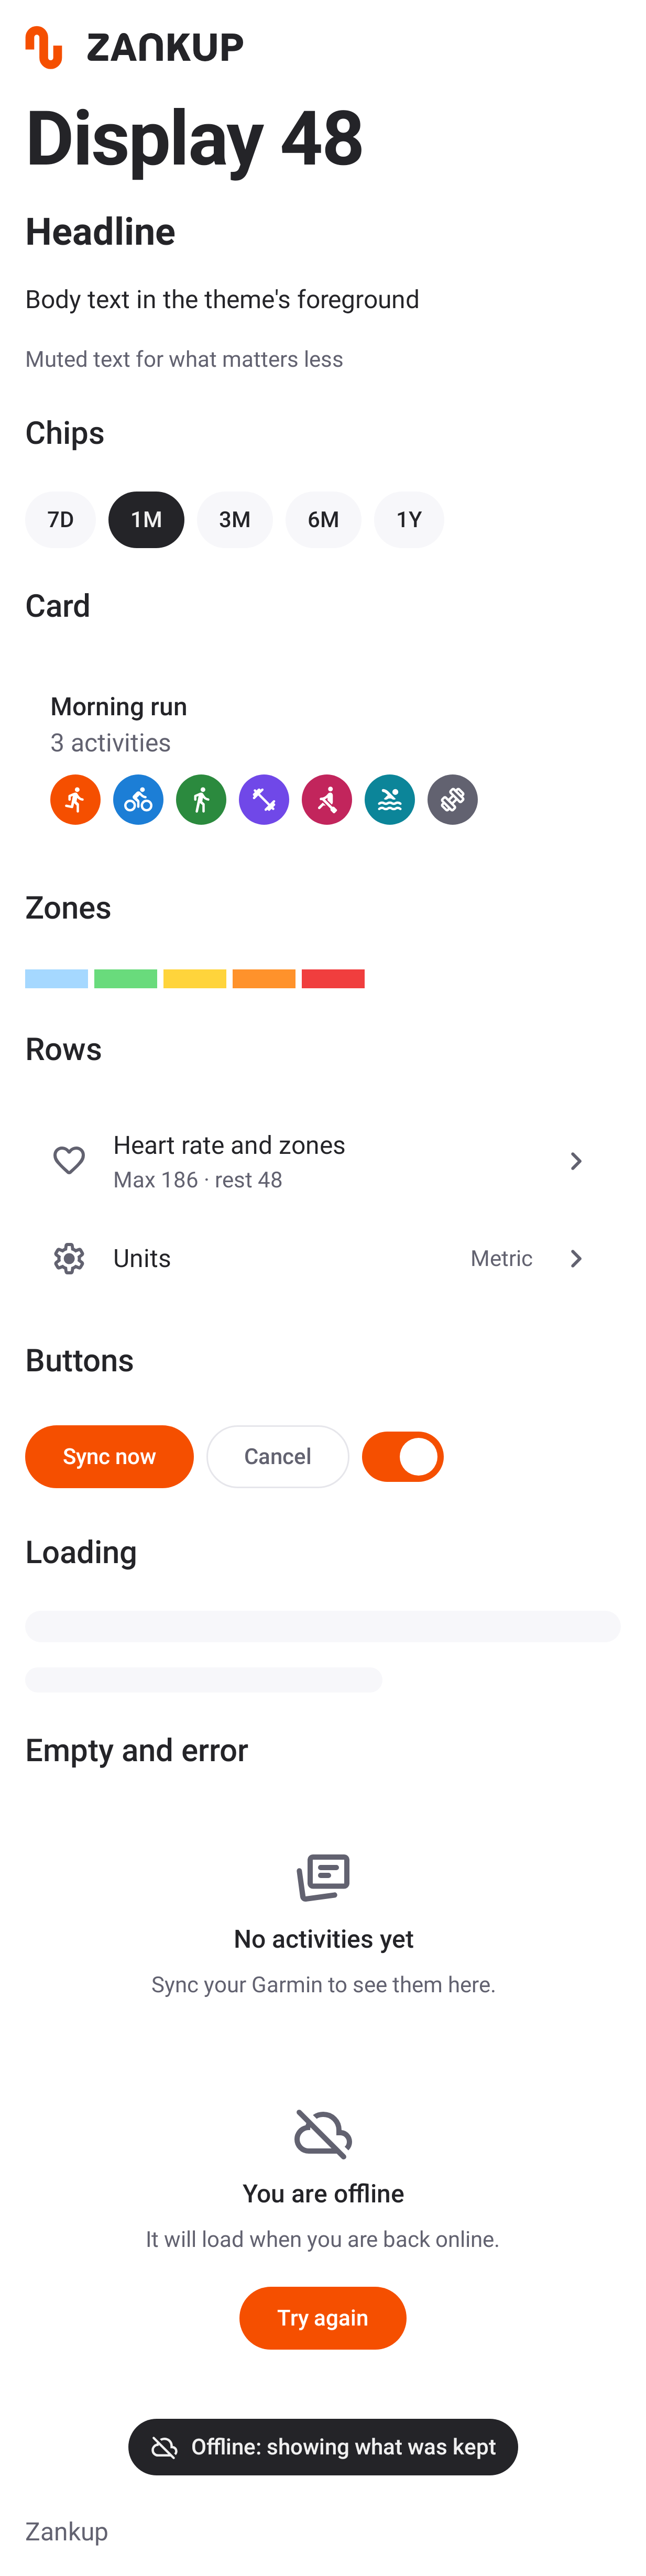 ZANKUP
Display 48
Headline
Body text in the theme's foreground
Muted text for what matters less
Chips
7D 1M 3M 6M 1Y
Card
Morning run
3 activities
Zones
Rows
Heart rate and zones
Max 186 · rest 48
Units Metric
Buttons
Sync now Cancel
Loading
Empty and error
No activities yet
Sync your Garmin to see them here.
You are offline
It will load when you are back online.
Try again
Offline: showing what was kept
Zankup